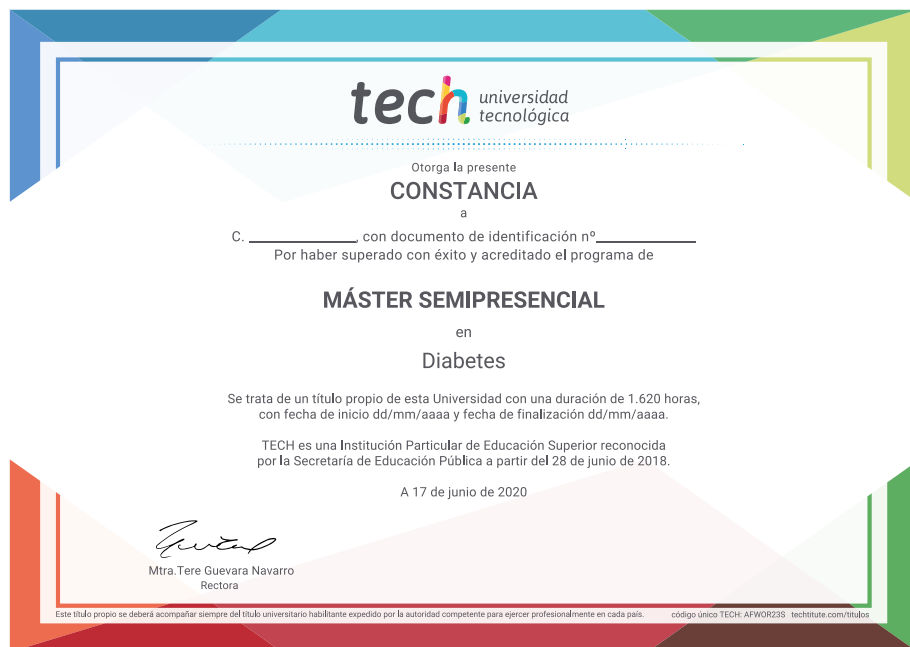 tech universidad
tecnológica
Otorga la presente
CONSTANCIA
a
C. ____________, con documento de identificación nº____________
Por haber superado con éxito y acreditado el programa de
MÁSTER SEMIPRESENCIAL
en
Diabetes
Se trata de un título propio de esta Universidad con una duración de 1.620 horas,
con fecha de inicio dd/mm/aaaa y fecha de finalización dd/mm/aaaa.
TECH es una Institución Particular de Educación Superior reconocida
por la Secretaría de Educación Pública a partir del 28 de junio de 2018.
A 17 de junio de 2020
Mtra.Tere Guevara Navarro
Rectora
Este título propio se deberá acompañar siempre del título universitario habilitante expedido por la autoridad competente para ejercer profesionalmente en cada país. código único TECH: AFWOR23S techtitute.com/titulos